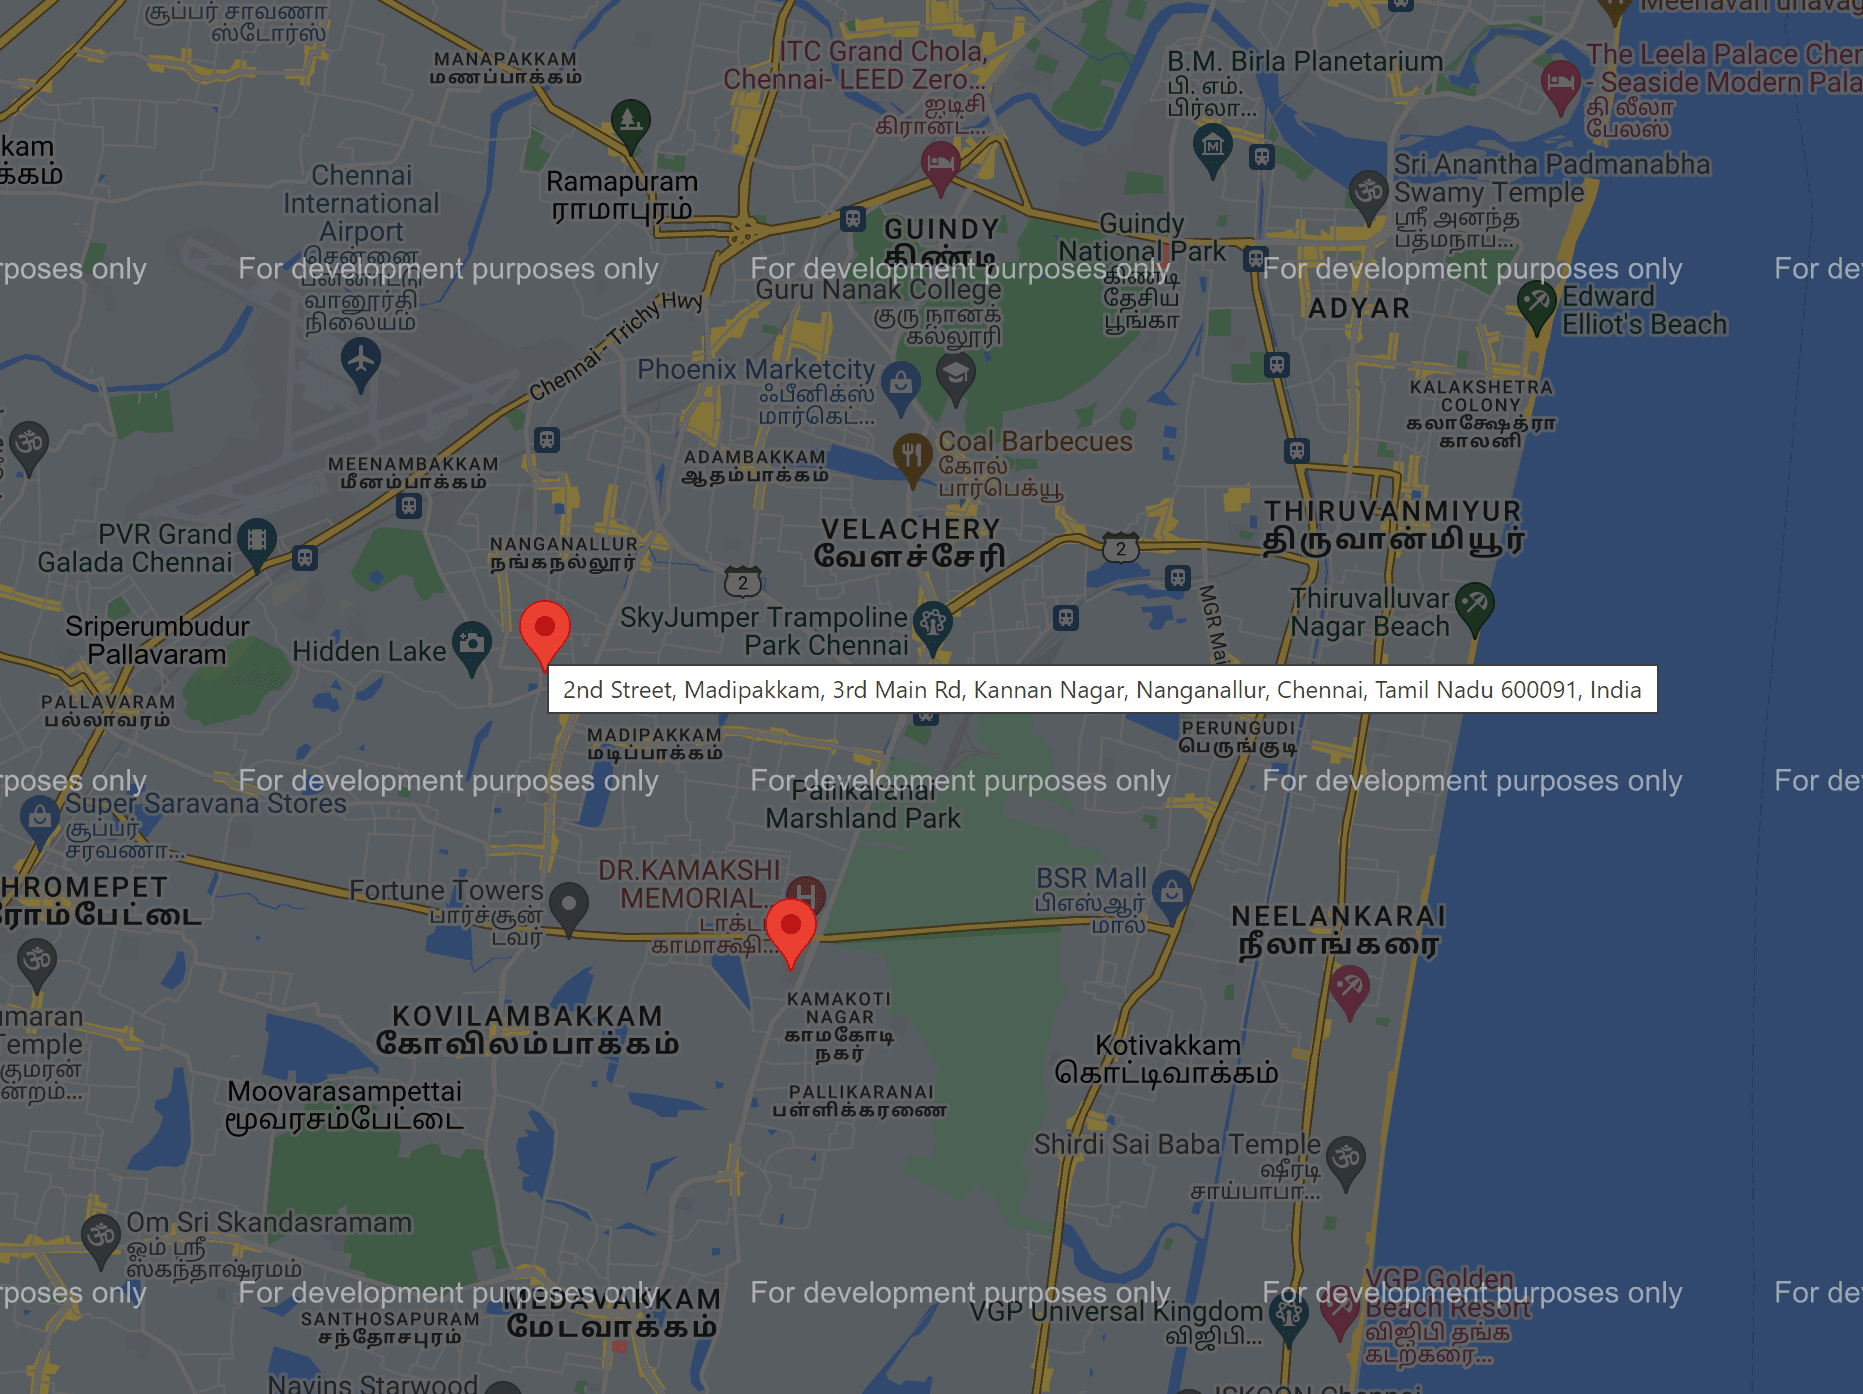 சூப்பர் சரவணா
ஸ்டோர்ஸ்
MANAPAKKAM
மணப்பாக்கம்
ITC Grand Chola,
Chennai- LEED Zero...
ஐடிசி
கிராண்ட்...
B.M. Birla Planetarium
பி. எம்.
பிர்லா...
The Leela Palace Chen
- Seaside Modern Pala
தி லீலா
பேலஸ்
kam
க்கம்
Chennai
International
Airport
சென்னை
பன்னாட்டு
வானூர்தி
நிலையம்
Ramapuram
ராமாபுரம்
GUINDY
கிண்டி
Guindy
National Park
கிண்டி
தேசிய
பூங்கா
Sri Anantha Padmanabha
Swamy Temple
ஸ்ரீ அனந்த
பத்மநாப...
rposes only
For development purposes only
For development purposes only
For development purposes only
For de
Guru Nanak College
குரு நானக்
கல்லூரி
ADYAR
Edward
Elliot's Beach
Chennai - Trichy Hwy
Phoenix Marketcity
ஃபீனிக்ஸ்
மார்கெட்...
KALAKSHETRA
COLONY
கலாக்ஷேத்ரா
காலனி
MEENAMBAKKAM
மீனம்பாக்கம்
ADAMBAKKAM
ஆதம்பாக்கம்
Coal Barbecues
கோல்
பார்பெக்யூ
PVR Grand
Galada Chennai
NANGANALLUR
நங்கநல்லூர்
VELACHERY
வேளச்சேரி
2
2
THIRUVANMIYUR
திருவான்மியூர்
Sriperumbudur
Pallavaram
Hidden Lake
SkyJumper Trampoline
Park Chennai
MGR Mai
Thiruvalluvar
Nagar Beach
2nd Street, Madipakkam, 3rd Main Rd, Kannan Nagar, Nanganallur, Chennai, Tamil Nadu 600091, India
PALLAVARAM
பல்லாவரம்
MADIPAKKAM
மடிப்பாக்கம்
PERUNGUDI
பெருங்குடி
rposes only
For development purposes only
For development purposes only
For development purposes only
For de
Super Saravana Stores
சூப்பர்
சரவணா...
Pallikaranai
Marshland Park
HROMEPET
ரோம்பேட்டை
Fortune Towers
பார்ச்சூன்
டவர்
DR.KAMAKSHI
MEMORIAL...
டாக்டர்
காமாக்ஷி...
BSR Mall
பிஎஸ்ஆர்
மால்
NEELANKARAI
நீலாங்கரை
umaran
Temple
குமரன்
ன்றம்...
KOVILAMBAKKAM
கோவிலம்பாக்கம்
KAMAKOTI
NAGAR
காமகோடி
நகர்
Kotivakkam
கொட்டிவாக்கம்
Moovarasampettai
மூவரசம்பேட்டை
PALLIKARANAI
பள்ளிக்கரணை
Shirdi Sai Baba Temple
ஷீரடி
சாய்பாபா...
Om Sri Skandasramam
ஓம் ஸ்ரீ
ஸ்கந்தாஷ்ரமம்
rposes only
For development purposes only
For development purposes only
For development purposes only
For de
SANTHOSAPURAM
சந்தோசபுரம்
MEDAVAKKAM
மேடவாக்கம்
VGP Universal Kingdom
விஜிபி...
VGP Golden
Beach Resort
விஜிபி தங்க
கடற்கரை...
Navins Starwood
ISKCON Chennai